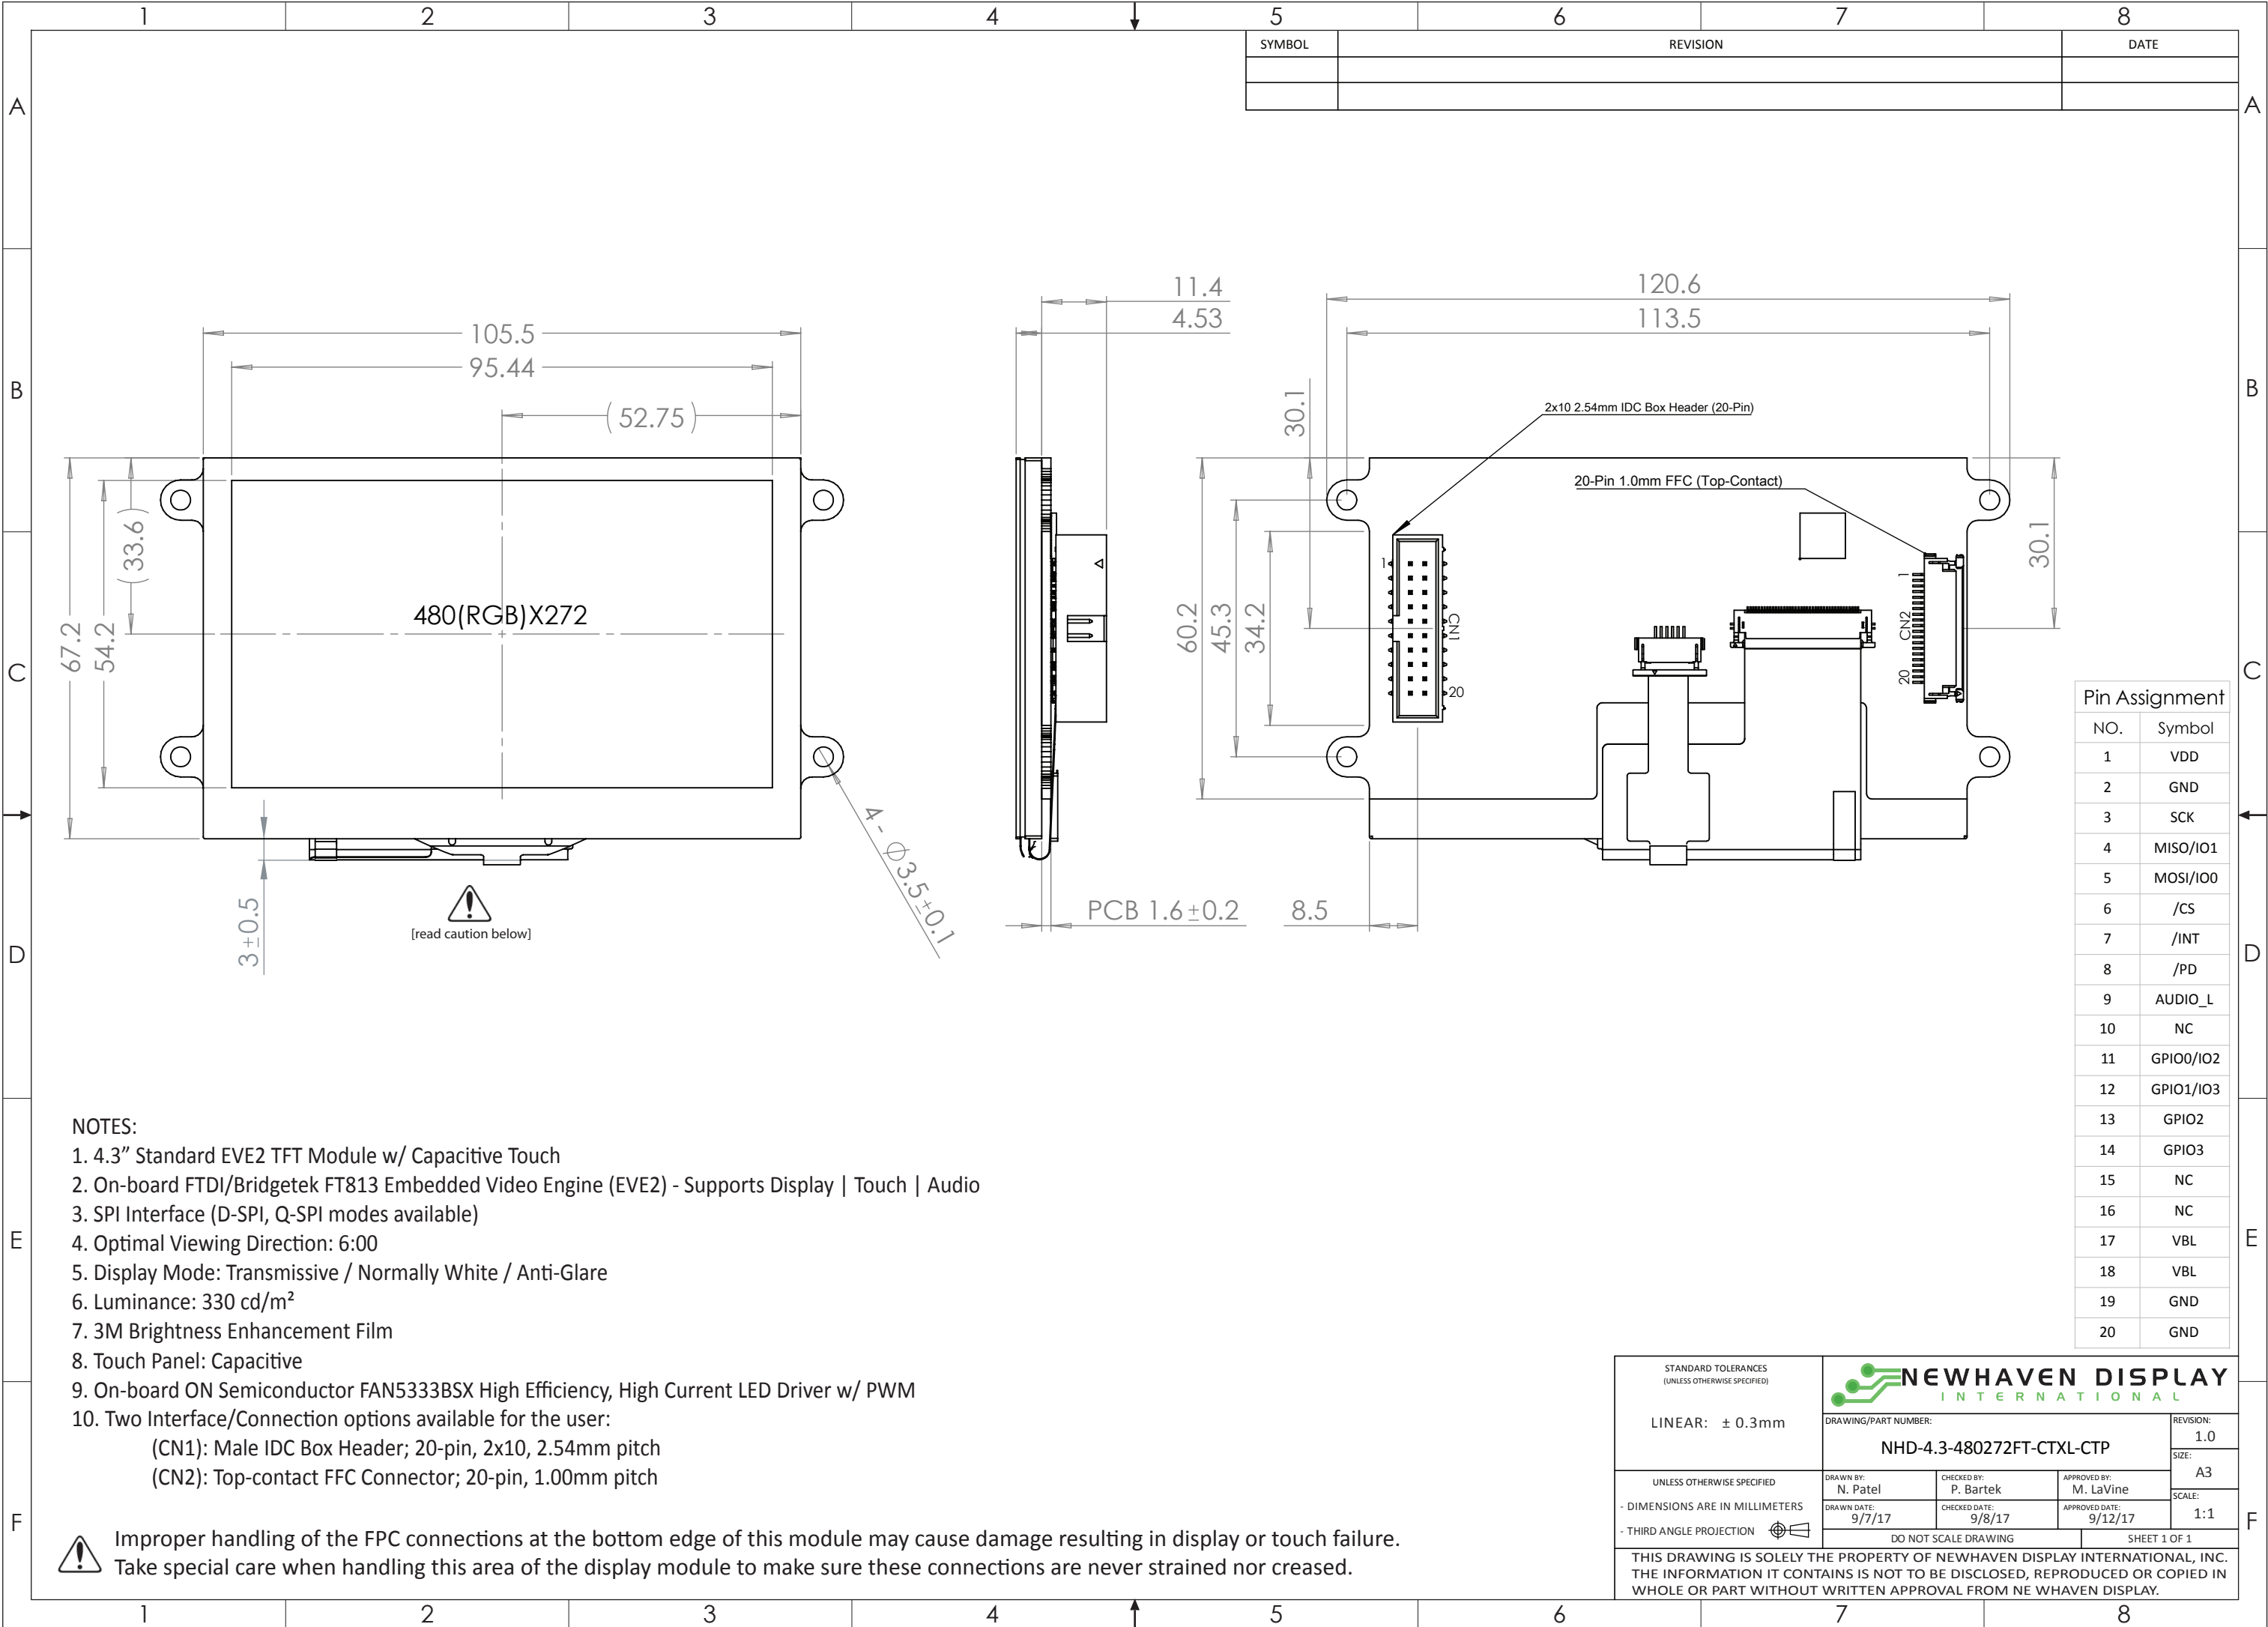 1 2 3 4 5 6 7 8
SYMBOL REVISION DATE
A A
B B
C C
D D
E E
F F
105.5
95.44
( 52.75 )
67.2
54.2
( 33.6 )
480(RGB)X272
3±0.5
[read caution below]
4 - Ø3.5±0.1
11.4
4.53
PCB 1.6±0.2
120.6
113.5
30.1
2x10 2.54mm IDC Box Header (20-Pin)
20-Pin 1.0mm FFC (Top-Contact)
30.1
60.2
45.3
34.2
1
CN1
20
1
CN2
20
8.5
Pin Assignment
NO. Symbol
1 VDD
2 GND
3 SCK
4 MISO/IO1
5 MOSI/IO0
6 /CS
7 /INT
8 /PD
9 AUDIO_L
10 NC
11 GPIO0/IO2
12 GPIO1/IO3
13 GPIO2
14 GPIO3
15 NC
16 NC
17 VBL
18 VBL
19 GND
20 GND
NOTES:
1. 4.3” Standard EVE2 TFT Module w/ Capacitive Touch
2. On-board FTDI/Bridgetek FT813 Embedded Video Engine (EVE2) - Supports Display | Touch | Audio
3. SPI Interface (D-SPI, Q-SPI modes available)
4. Optimal Viewing Direction: 6:00
5. Display Mode: Transmissive / Normally White / Anti-Glare
6. Luminance: 330 cd/m²
7. 3M Brightness Enhancement Film
8. Touch Panel: Capacitive
9. On-board ON Semiconductor FAN5333BSX High Efficiency, High Current LED Driver w/ PWM
10. Two Interface/Connection options available for the user:
(CN1): Male IDC Box Header; 20-pin, 2x10, 2.54mm pitch
(CN2): Top-contact FFC Connector; 20-pin, 1.00mm pitch
Improper handling of the FPC connections at the bottom edge of this module may cause damage resulting in display or touch failure.
Take special care when handling this area of the display module to make sure these connections are never strained nor creased.
STANDARD TOLERANCES
(UNLESS OTHERWISE SPECIFIED)
LINEAR: ± 0.3mm
UNLESS OTHERWISE SPECIFIED
- DIMENSIONS ARE IN MILLIMETERS
- THIRD ANGLE PROJECTION
NEWHAVEN DISPLAY
INTERNATIONAL
DRAWING/PART NUMBER:
NHD-4.3-480272FT-CTXL-CTP
REVISION:
1.0
SIZE:
A3
SCALE:
1:1
DRAWN BY:
N. Patel
CHECKED BY:
P. Bartek
APPROVED BY:
M. LaVine
DRAWN DATE:
9/7/17
CHECKED DATE:
9/8/17
APPROVED DATE:
9/12/17
DO NOT SCALE DRAWING
SHEET 1 OF 1
THIS DRAWING IS SOLELY THE PROPERTY OF NEWHAVEN DISPLAY INTERNATIONAL, INC.
THE INFORMATION IT CONTAINS IS NOT TO BE DISCLOSED, REPRODUCED OR COPIED IN
WHOLE OR PART WITHOUT WRITTEN APPROVAL FROM NE WHAVEN DISPLAY.
1 2 3 4 5 6 7 8